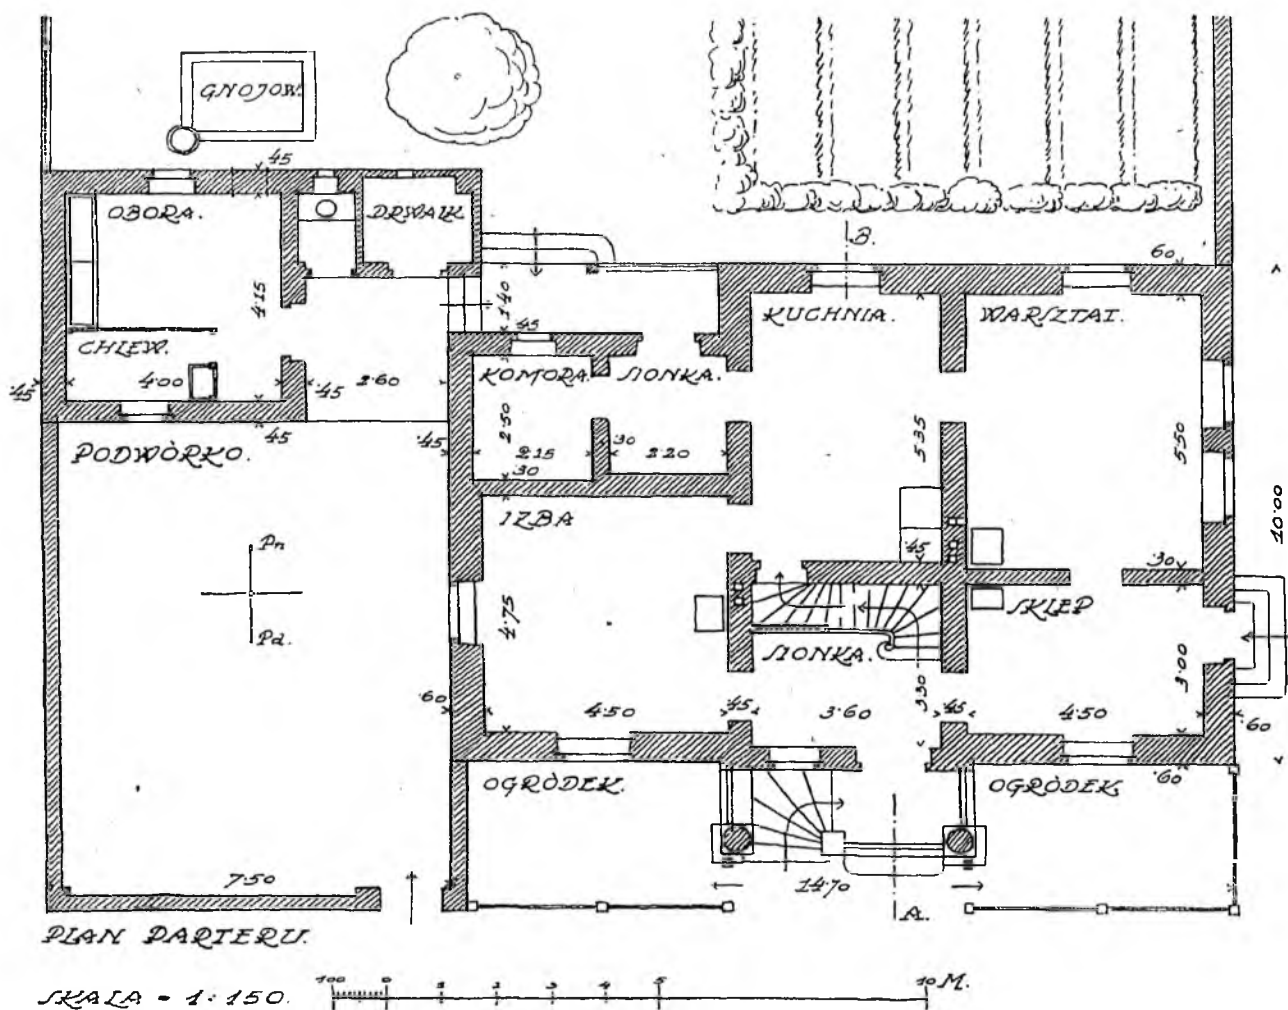 GNOJOW.
45
OBORA.
DRWALK
B.
60
4·15
1·40
45
KUCHNIA.
WARSZTAT.
CHLEW.
KOMORA.
SIONKA.
·45
4·00
·45
2·60
2·50
5·35
5·50
10·00
45
·45
·30
2·15
2·20
PODWÒRKO.
30
IZBA
Pn
·45
·30
SKLEP
4·75
Pd.
SIONKA.
3·30
3·00
·60
4·50
·45
3·60
·45
4·50
60
OGRÒDEK.
OGRÒDEK.
·60
7·50
14·70
A.
PLAN PARTERU.
SKALA = 1:150.
100 0 1 2 3 4 5 10 M.